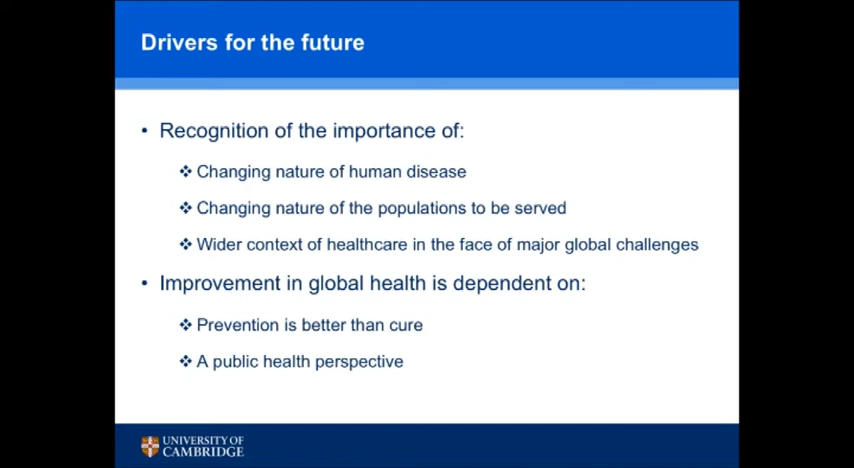 Drivers for the future
• Recognition of the importance of:
❖ Changing nature of human disease
❖ Changing nature of the populations to be served
❖ Wider context of healthcare in the face of major global challenges
• Improvement in global health is dependent on:
❖ Prevention is better than cure
❖ A public health perspective
UNIVERSITY OF
CAMBRIDGE